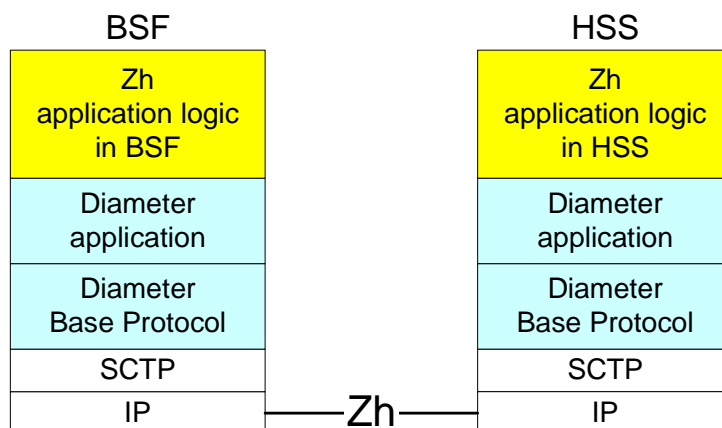 BSF
Zh
application logic
in BSF
Diameter
application
Diameter
Base Protocol
SCTP
IP
Zh
HSS
Zh
application logic
in HSS
Diameter
application
Diameter
Base Protocol
SCTP
IP